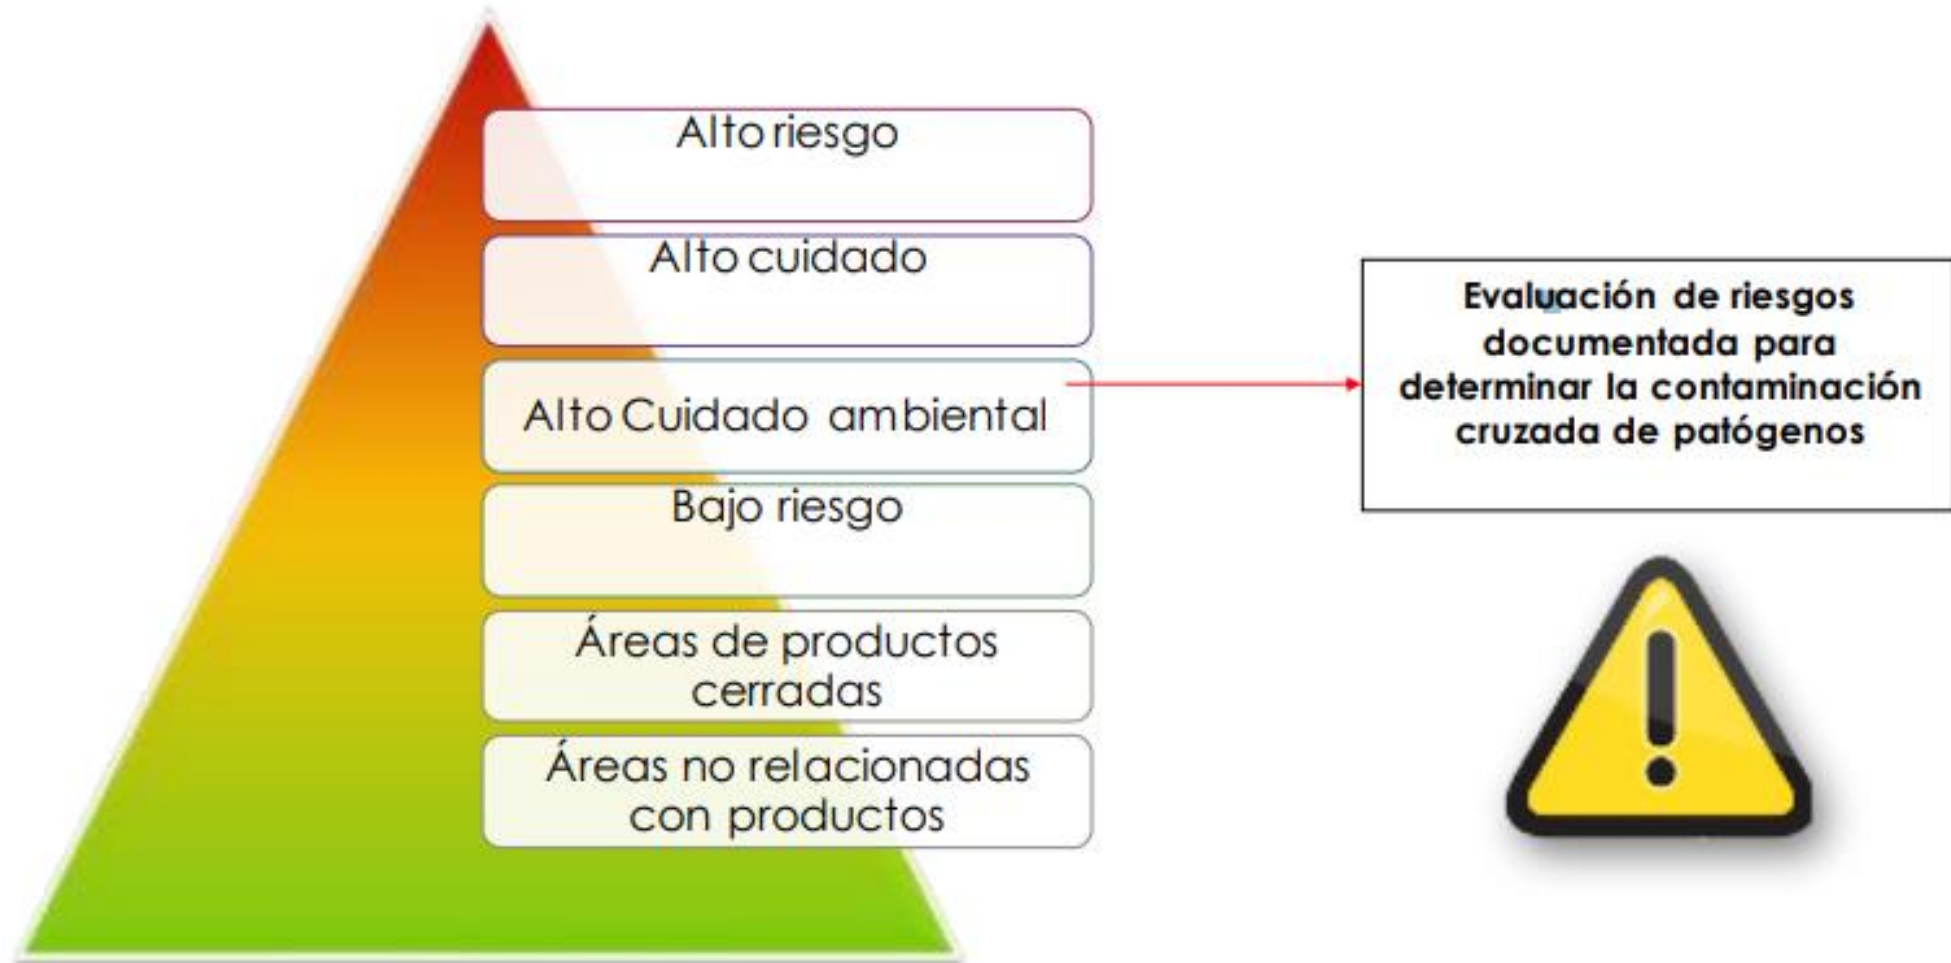 Alto riesgo
Alto cuidado
Alto Cuidado ambiental
Bajo riesgo
Áreas de productos
cerradas
Áreas no relacionadas
con productos
Evaluación de riesgos
documentada para
determinar la contaminación
cruzada de patógenos